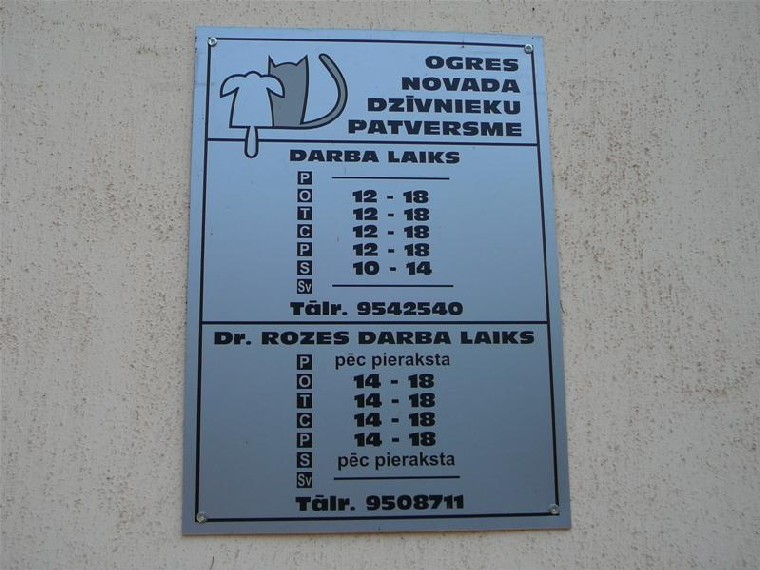 OGRES
NOVADA
DZĪVNIEKU
PATVERSME
DARBA LAIKS
P
O 12 - 18
T 12 - 18
C 12 - 18
P 12 - 18
S 10 - 14
Sv
Tālr. 9542540
Dr. ROZES DARBA LAIKS
P pēc pieraksta
O 14 - 18
T 14 - 18
C 14 - 18
P 14 - 18
S pēc pieraksta
Sv
Tālr. 9508711